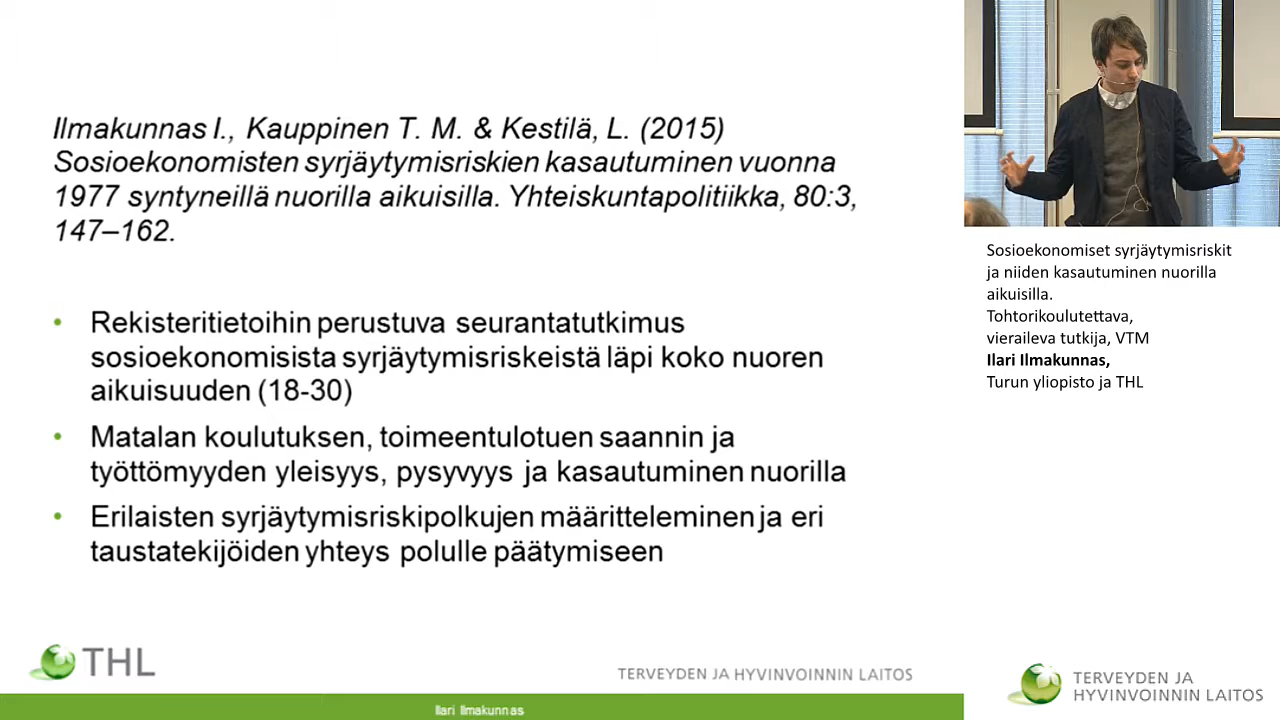 Ilmakunnas I., Kauppinen T. M. & Kestilä, L. (2015)
Sosioekonomisten syrjäytymisriskien kasautuminen vuonna
1977 syntyneillä nuorilla aikuisilla. Yhteiskuntapolitiikka, 80:3,
147–162.
• Rekisteritietoihin perustuva seurantatutkimus
sosioekonomisista syrjäytymisriskeistä läpi koko nuoren
aikuisuuden (18-30)
• Matalan koulutuksen, toimeentulotuen saannin ja
työttömyyden yleisyys, pysyvyys ja kasautuminen nuorilla
• Erilaisten syrjäytymisriskipolkujen määritteleminen ja eri
taustatekijöiden yhteys polulle päätymiseen
THL
TERVEYDEN JA HYVINVOINNIN LAITOS
Ilari Ilmakunnas
Sosioekonomiset syrjäytymisriskit
ja niiden kasautuminen nuorilla
aikuisilla.
Tohtorikoulutettava,
vieraileva tutkija, VTM
Ilari Ilmakunnas,
Turun yliopisto ja THL
TERVEYDEN JA
HYVINVOINNIN LAITOS